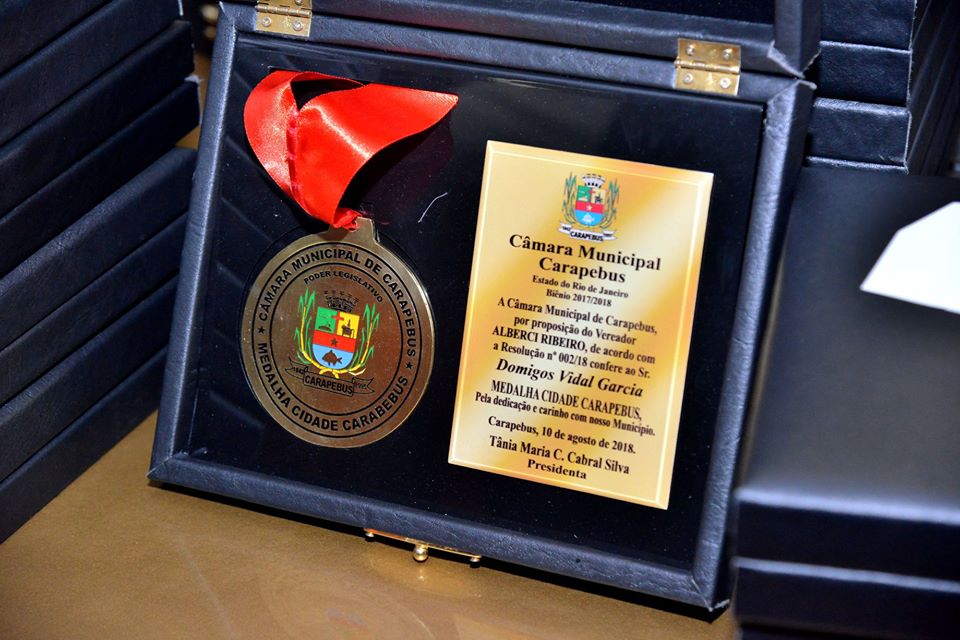 CÂMARA MUNICIPAL DE CARAPEBUS
PODER LEGISLATIVO
CARAPEBUS
MEDALHA CIDADE CARABEBUS
CARAPEBUS
Câmara Municipal
Carapebus
Estado do Rio de Janeiro
Biênio 2017/2018
A Câmara Municipal de Carapebus,
por proposição do Vereador
ALBERCI RIBEIRO, de acordo com
a Resolução nº 002/18 confere ao Sr.
Domigos Vidal Garcia
MEDALHA CIDADE CARAPEBUS,
Pela dedicação e carinho com nosso Municipio.
Carapebus, 10 de agosto de 2018.
Tânia Maria C. Cabral Silva
Presidenta